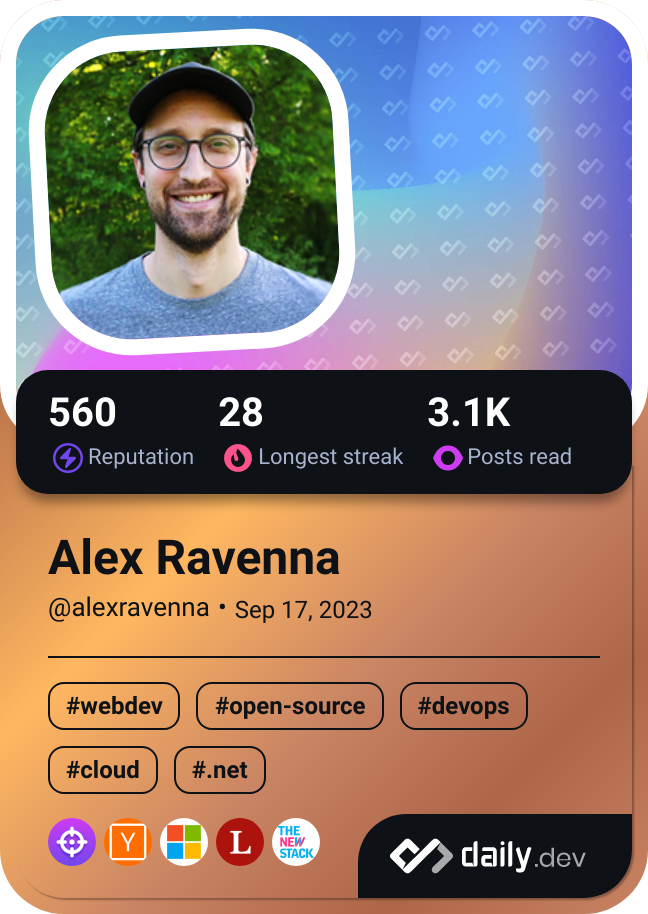 560 28 3.1K
Reputation Longest streak Posts read
Alex Ravenna
@alexravenna • Sep 17, 2023
#webdev #open-source #devops
#cloud #.net
Y L THE NEW STACK
daily.dev